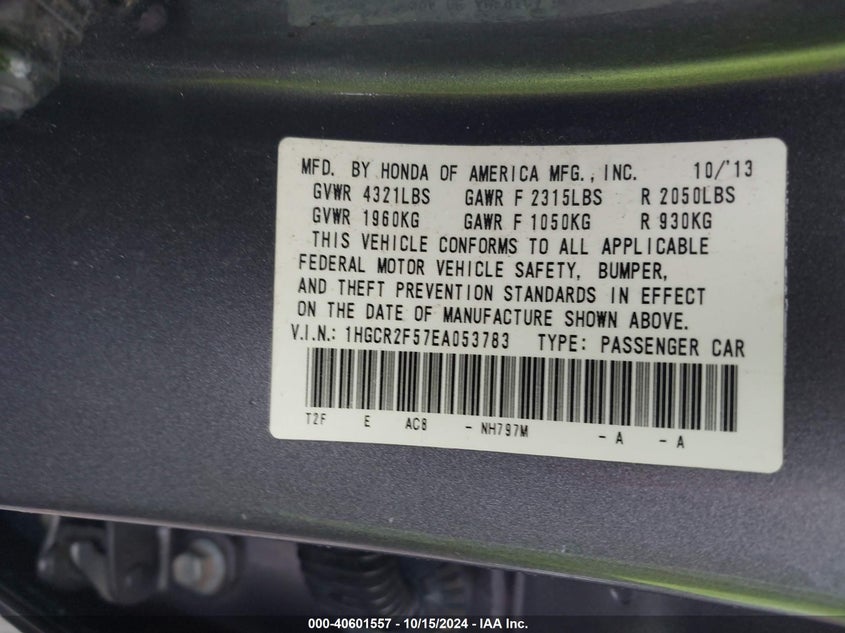 MFD. BY HONDA OF AMERICA MFG., INC. 10/'13
GVWR 4321LBS GAWR F 2315LBS R 2050LBS
GVWR 1960KG GAWR F 1050KG R 930KG
THIS VEHICLE CONFORMS TO ALL APPLICABLE
FEDERAL MOTOR VEHICLE SAFETY, BUMPER,
AND THEFT PREVENTION STANDARDS IN EFFECT
ON THE DATE OF MANUFACTURE SHOWN ABOVE.
V.I.N.: 1HGCR2F57EA053783 TYPE: PASSENGER CAR
T2F E AC8 - NH797M - A - A
000-40601557 - 10/15/2024 - IAA Inc.